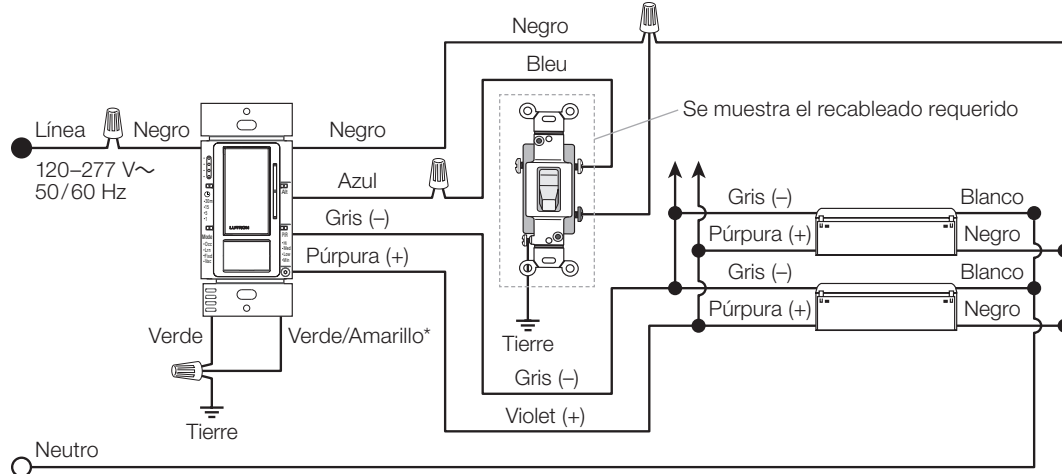 Negro
Bleu
Se muestra el recableado requerido
Línea
Negro
Negro
120–277 V~
50/60 Hz
Azul
Gris (–)
Púrpura (+)
LUTRON
Gris (–)
Blanco
Púrpura (+)
Negro
Gris (–)
Blanco
Púrpura (+)
Negro
Verde
Verde/Amarillo*
Tierre
Gris (–)
Violet (+)
Tierre
Neutro